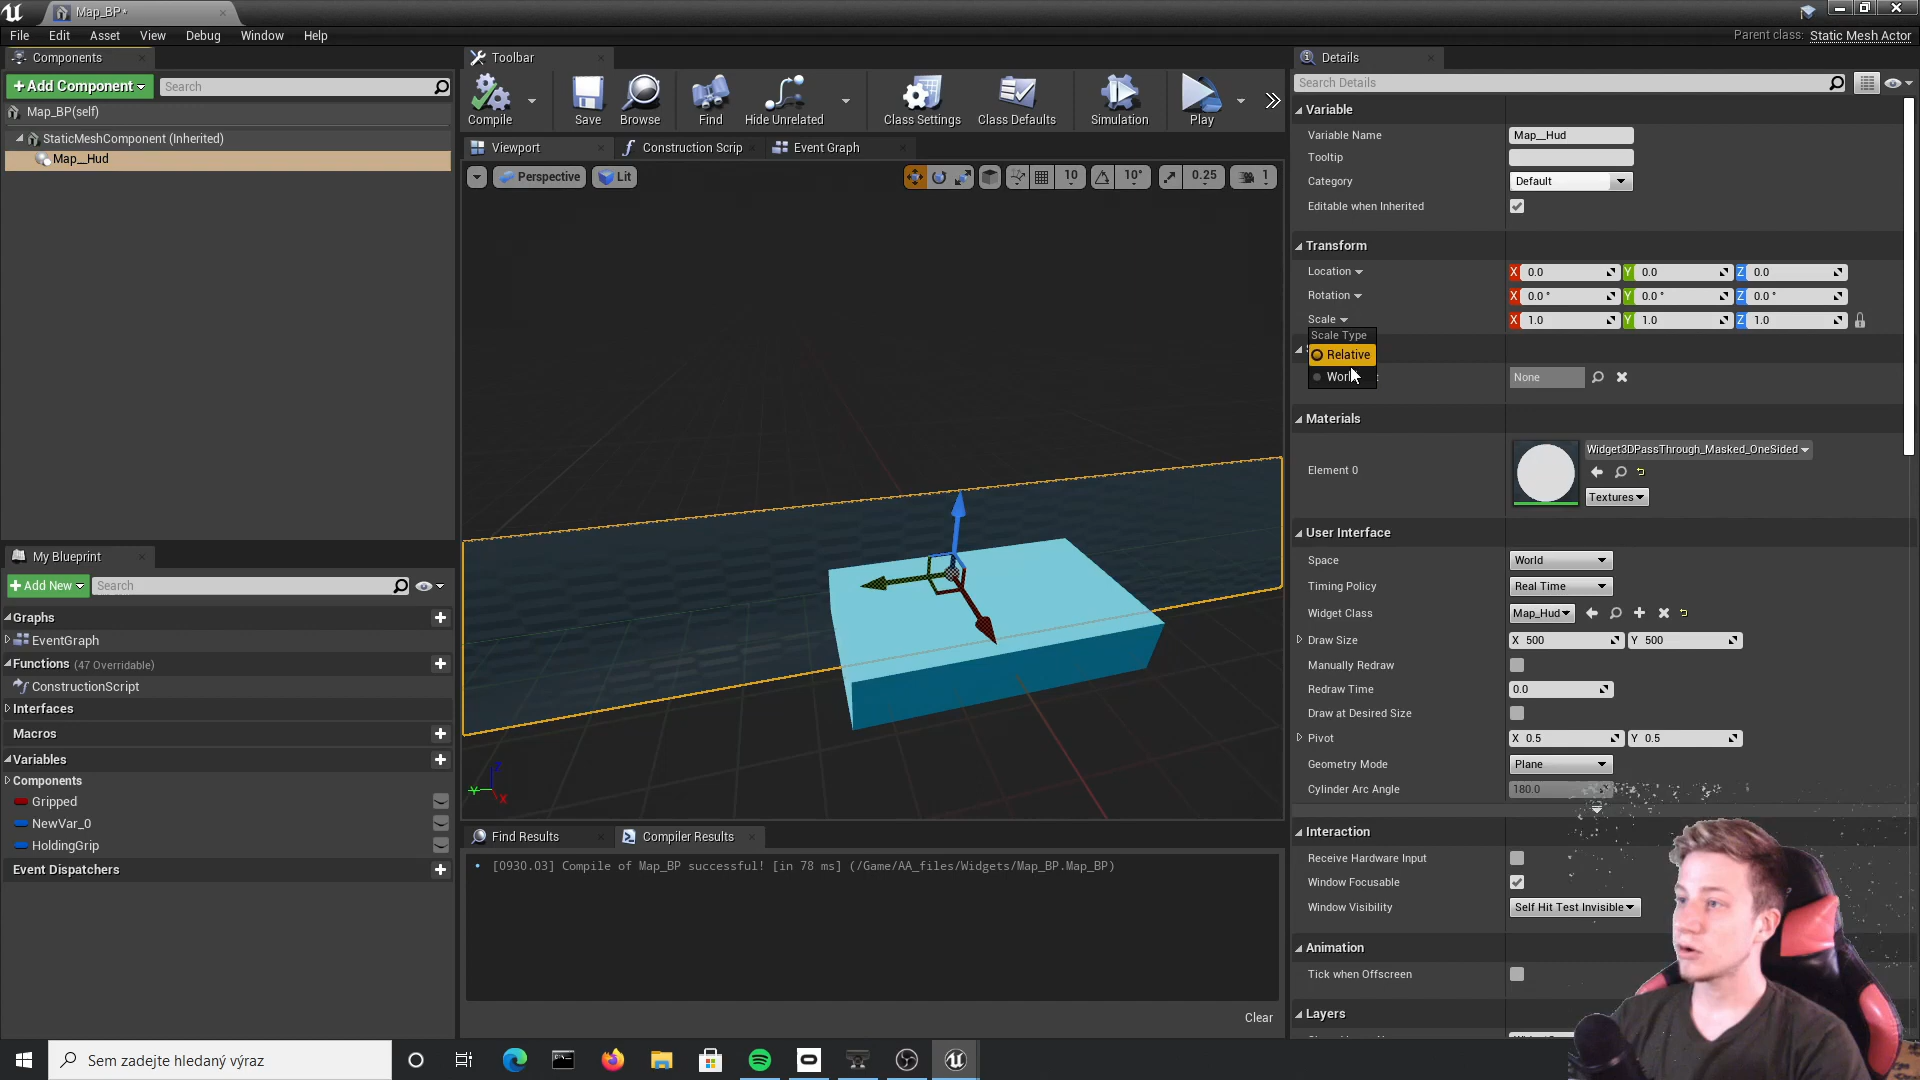 Map_BP*
File Edit Asset View Debug Window Help
Parent class: Static Mesh Actor
Components
+ Add Component
Search
Map_BP(self)
StaticMeshComponent (Inherited)
Map__Hud
Toolbar
Compile
Save
Browse
Find
Hide Unrelated
Class Settings
Class Defaults
Simulation
Play
Viewport
Construction Scrip
Event Graph
Perspective
Lit
10
10°
0.25
1
Details
Search Details
Variable
Variable Name Map__Hud
Tooltip
Category Default
Editable when Inherited
Transform
Location X 0.0 Y 0.0 Z 0.0
Rotation X 0.0 ° Y 0.0 ° Z 0.0 °
Scale X 1.0 Y 1.0 Z 1.0
Scale Type
Relative
None
Materials
Element 0
Widget3DPassThrough_Masked_OneSided
Textures
User Interface
Space World
Timing Policy Real Time
Widget Class Map_Hud
Draw Size X 500 Y 500
Manually Redraw
Redraw Time 0.0
Draw at Desired Size
Pivot X 0.5 Y 0.5
Geometry Mode Plane
Cylinder Arc Angle 180.0
Interaction
Receive Hardware Input
Window Focusable
Window Visibility Self Hit Test Invisible
Animation
Tick when Offscreen
Layers
My Blueprint
+ Add New
Search
Graphs
EventGraph
Functions (47 Overridable)
ConstructionScript
Interfaces
Macros
Variables
Components
Gripped
NewVar_0
HoldingGrip
Event Dispatchers
Z
Y
X
Find Results
Compiler Results
[0930.03] Compile of Map_BP successful! [in 78 ms] (/Game/AA_files/Widgets/Map_BP.Map_BP)
Clear
Sem zadejte hledaný výraz